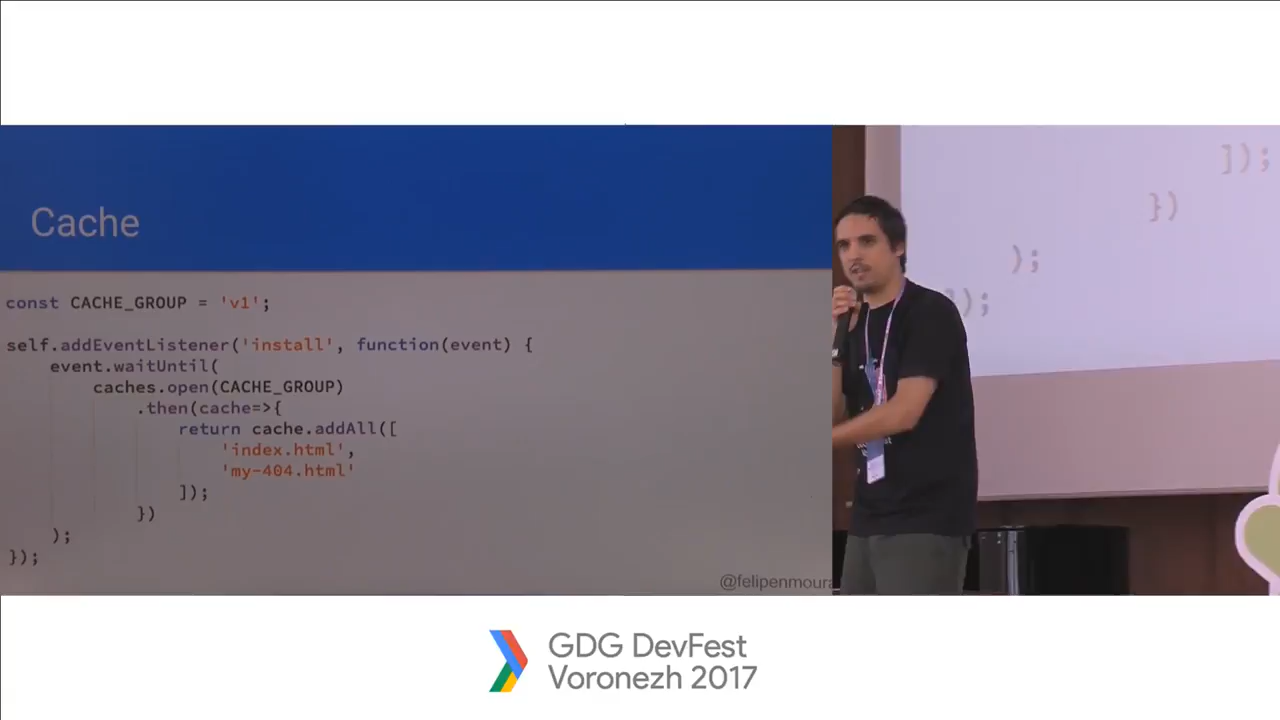 Cache
const CACHE_GROUP = 'v1';
self.addEventListener('install', function(event) {
event.waitUntil(
caches.open(CACHE_GROUP)
.then(cache=>{
return cache.addAll([
'index.html',
'my-404.html'
]);
})
);
});
@felipenmoura
]);
})
);
});
GDG DevFest
Voronezh 2017